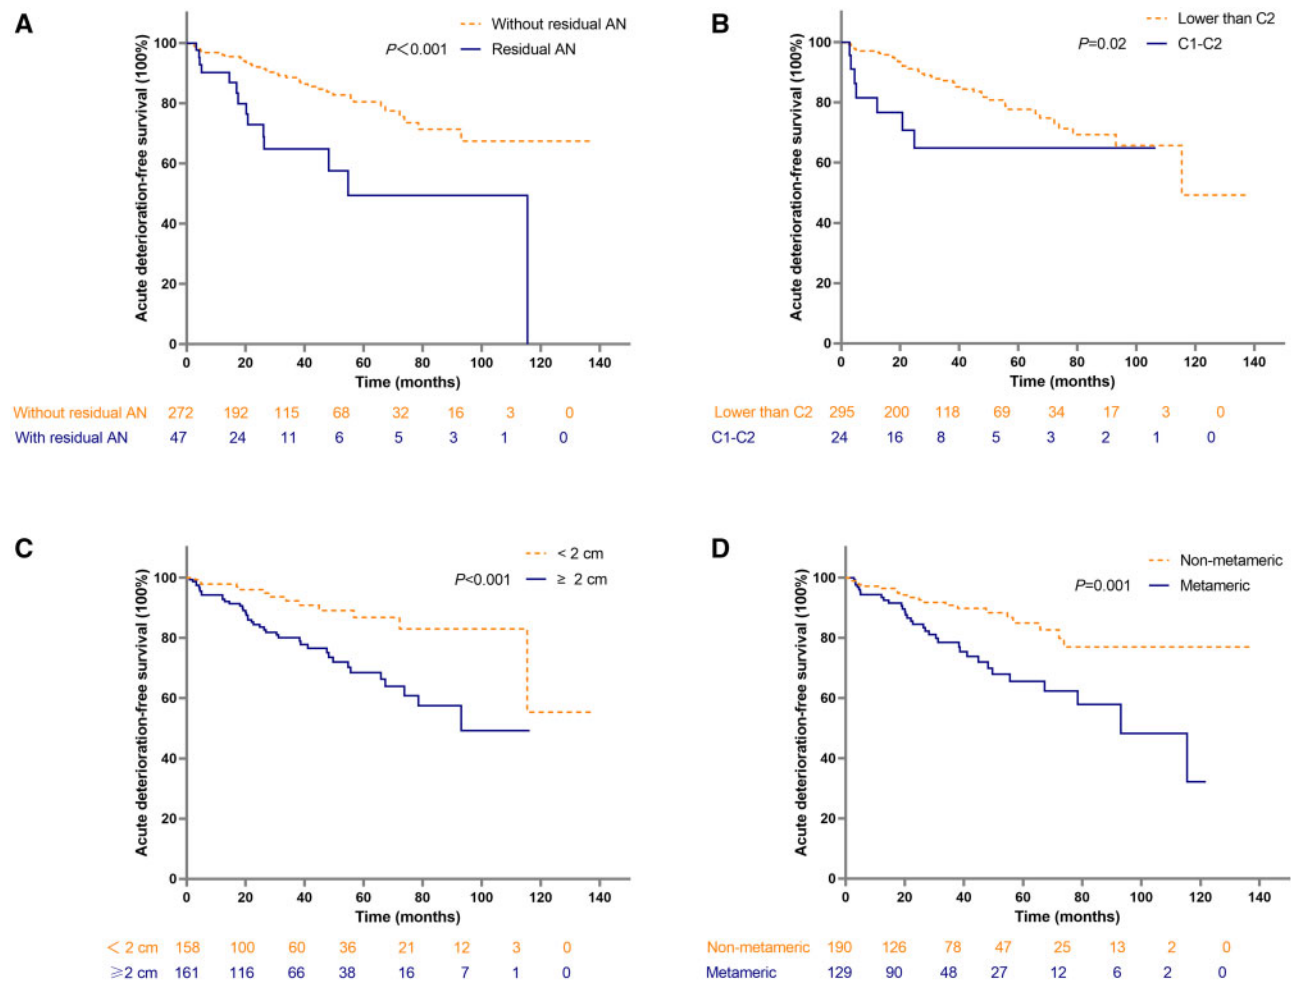 A
Without residual AN
P<0.001
Residual AN
Acute deterioration-free survival (100%)
100
80
60
40
20
0
0 20 40 60 80 100 120 140
Time (months)
Without residual AN 272 192 115 68 32 16 3 0
With residual AN 47 24 11 6 5 3 1 0
B
Lower than C2
P=0.02
C1-C2
Acute deterioration-free survival (100%)
100
80
60
40
20
0
0 20 40 60 80 100 120 140
Time (months)
Lower than C2 295 200 118 69 34 17 3 0
C1-C2 24 16 8 5 3 2 1 0
C
< 2 cm
P<0.001
≥ 2 cm
Acute deterioration-free survival (100%)
100
80
60
40
20
0
0 20 40 60 80 100 120 140
Time (months)
< 2 cm 158 100 60 36 21 12 3 0
≥2 cm 161 116 66 38 16 7 1 0
D
Non-metameric
P=0.001
Metameric
Acute deterioration-free survival (100%)
100
80
60
40
20
0
0 20 40 60 80 100 120 140
Time (months)
Non-metameric 190 126 78 47 25 13 2 0
Metameric 129 90 48 27 12 6 2 0